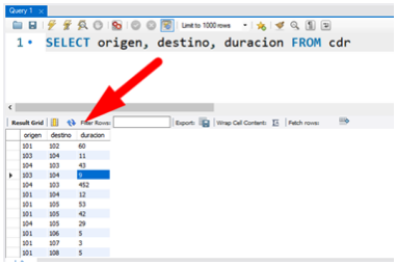 Query 1
Limit to 1000 rows
1 SELECT origen, destino, duracion FROM cdr
Result Grid Filter Rows: Export: Wrap Cell Content: Fetch rows:
origen destino duracion
101 102 60
103 104 11
104 103 43
103 104 9
104 103 452
101 104 12
101 105 53
101 105 42
104 105 29
101 106 5
101 107 3
101 108 5